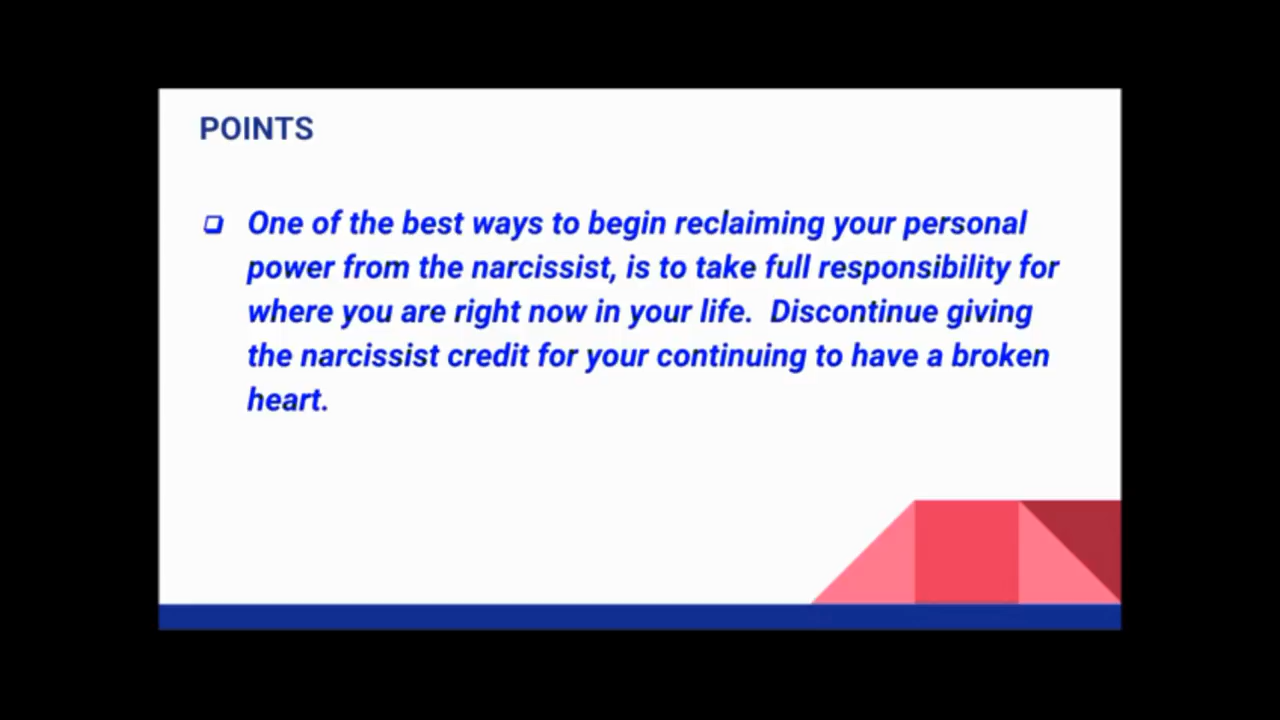 POINTS
❏ One of the best ways to begin reclaiming your personal
power from the narcissist, is to take full responsibility for
where you are right now in your life.  Discontinue giving
the narcissist credit for your continuing to have a broken
heart.